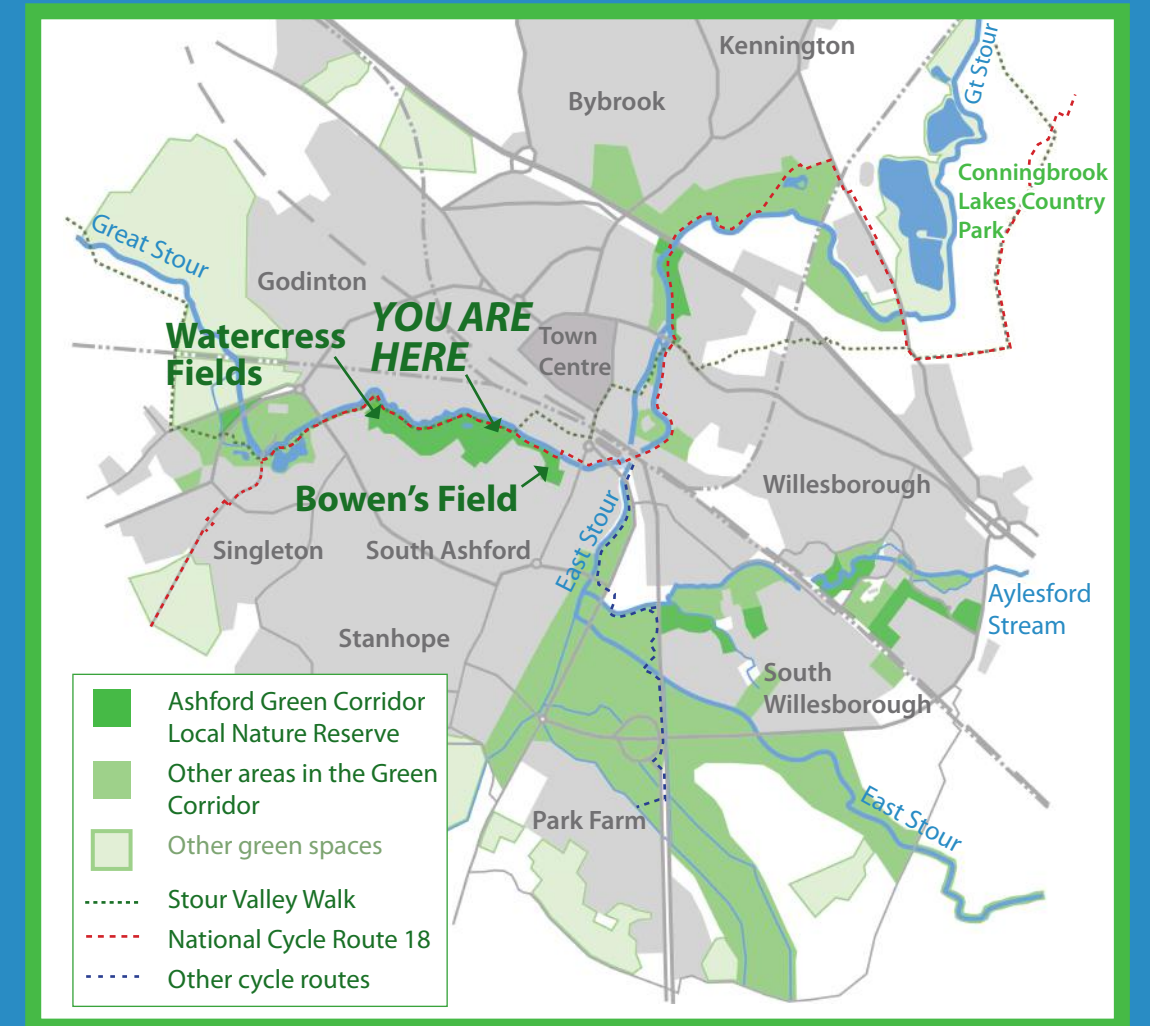 Kennington
Bybrook
Gt Stour
Conningbrook
Lakes Country
Park
Great Stour
Godinton
YOU ARE
HERE
Watercress
Fields
Town
Centre
Bowen's Field
Willesborough
Singleton
South Ashford
East Stour
Aylesford
Stream
Stanhope
South
Willesborough
East Stour
Park Farm
Ashford Green Corridor
Local Nature Reserve
Other areas in the Green
Corridor
Other green spaces
Stour Valley Walk
National Cycle Route 18
Other cycle routes